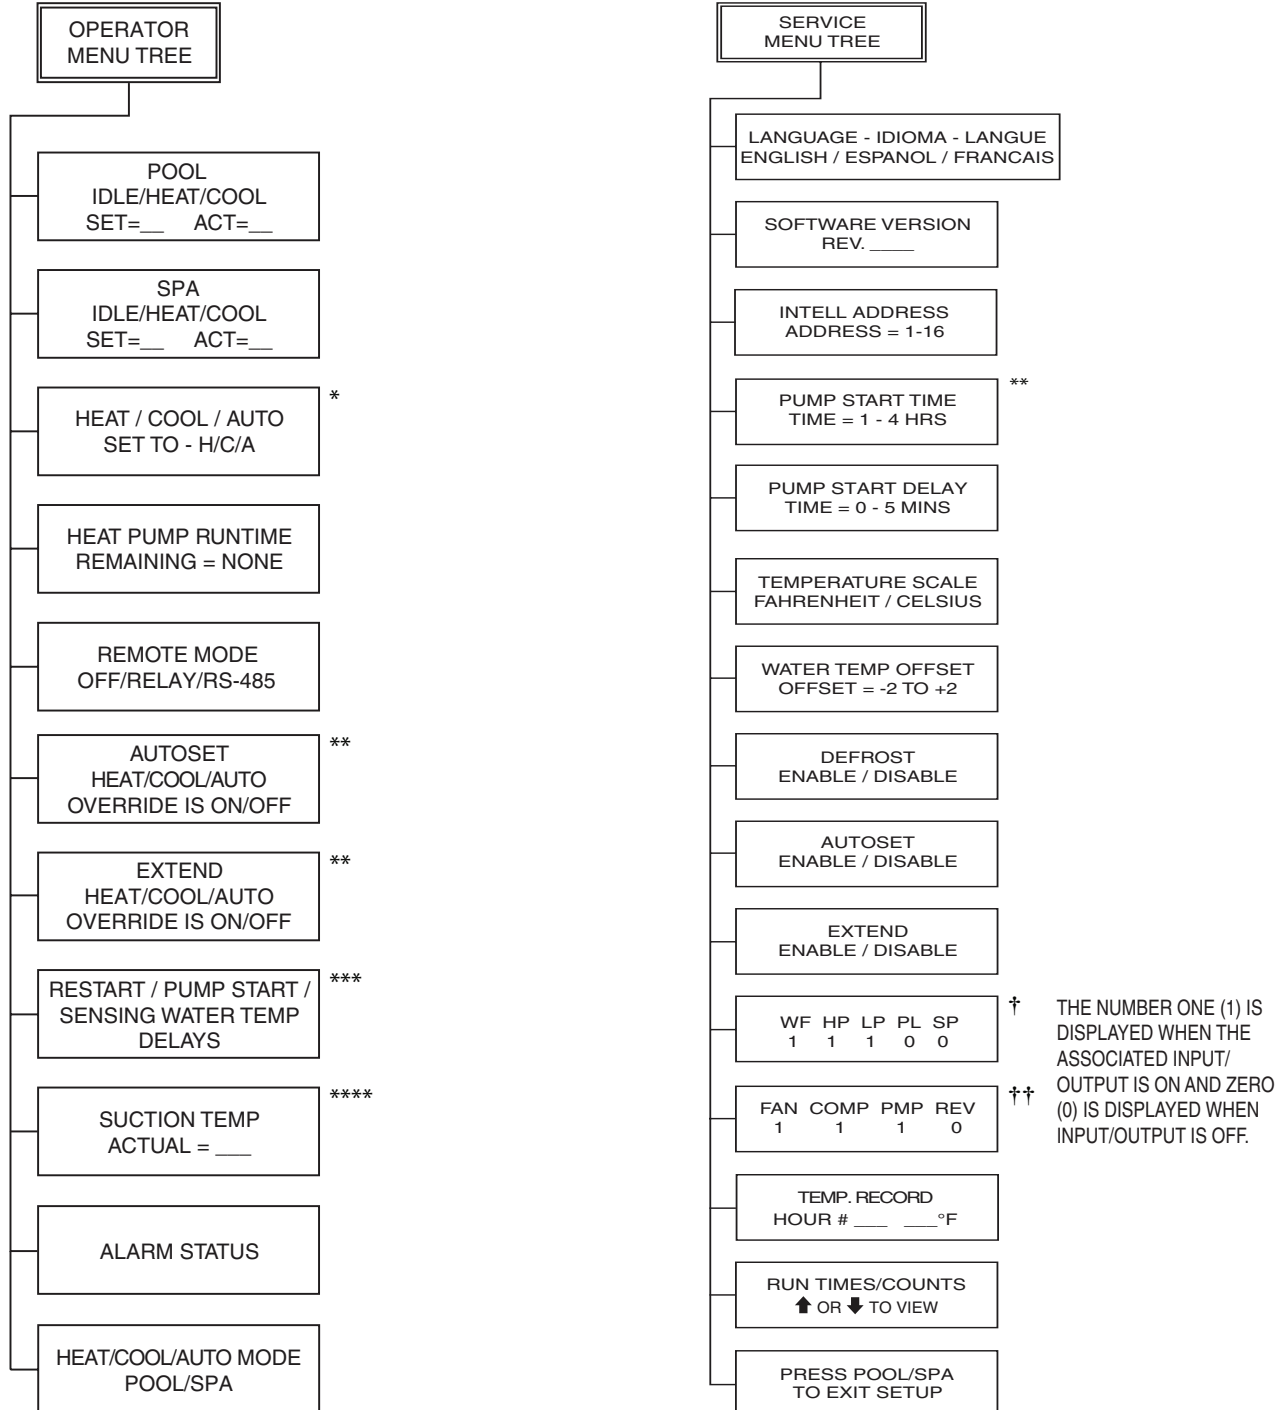 OPERATOR
MENU TREE
POOL
IDLE/HEAT/COOL
SET=__ ACT=__
SPA
IDLE/HEAT/COOL
SET=__ ACT=__
*
HEAT / COOL / AUTO
SET TO - H/C/A
HEAT PUMP RUNTIME
REMAINING = NONE
REMOTE MODE
OFF/RELAY/RS-485
**
AUTOSET
HEAT/COOL/AUTO
OVERRIDE IS ON/OFF
**
EXTEND
HEAT/COOL/AUTO
OVERRIDE IS ON/OFF
***
RESTART / PUMP START /
SENSING WATER TEMP
DELAYS
****
SUCTION TEMP
ACTUAL = ___
ALARM STATUS
HEAT/COOL/AUTO MODE
POOL/SPA
SERVICE
MENU TREE
LANGUAGE - IDIOMA - LANGUE
ENGLISH / ESPANOL / FRANCAIS
SOFTWARE VERSION
REV. ____
INTELL ADDRESS
ADDRESS = 1-16
**
PUMP START TIME
TIME = 1 - 4 HRS
PUMP START DELAY
TIME = 0 - 5 MINS
TEMPERATURE SCALE
FAHRENHEIT / CELSIUS
WATER TEMP OFFSET
OFFSET = -2 TO +2
DEFROST
ENABLE / DISABLE
AUTOSET
ENABLE / DISABLE
EXTEND
ENABLE / DISABLE
†
WF HP LP PL SP
1 1 1 0 0
††
FAN COMP PMP REV
1 1 1 0
THE NUMBER ONE (1) IS
DISPLAYED WHEN THE
ASSOCIATED INPUT/
OUTPUT IS ON AND ZERO
(0) IS DISPLAYED WHEN
INPUT/OUTPUT IS OFF.
TEMP. RECORD
HOUR # ___ ___°F
RUN TIMES/COUNTS
⬆ OR ⬇ TO VIEW
PRESS POOL/SPA
TO EXIT SETUP